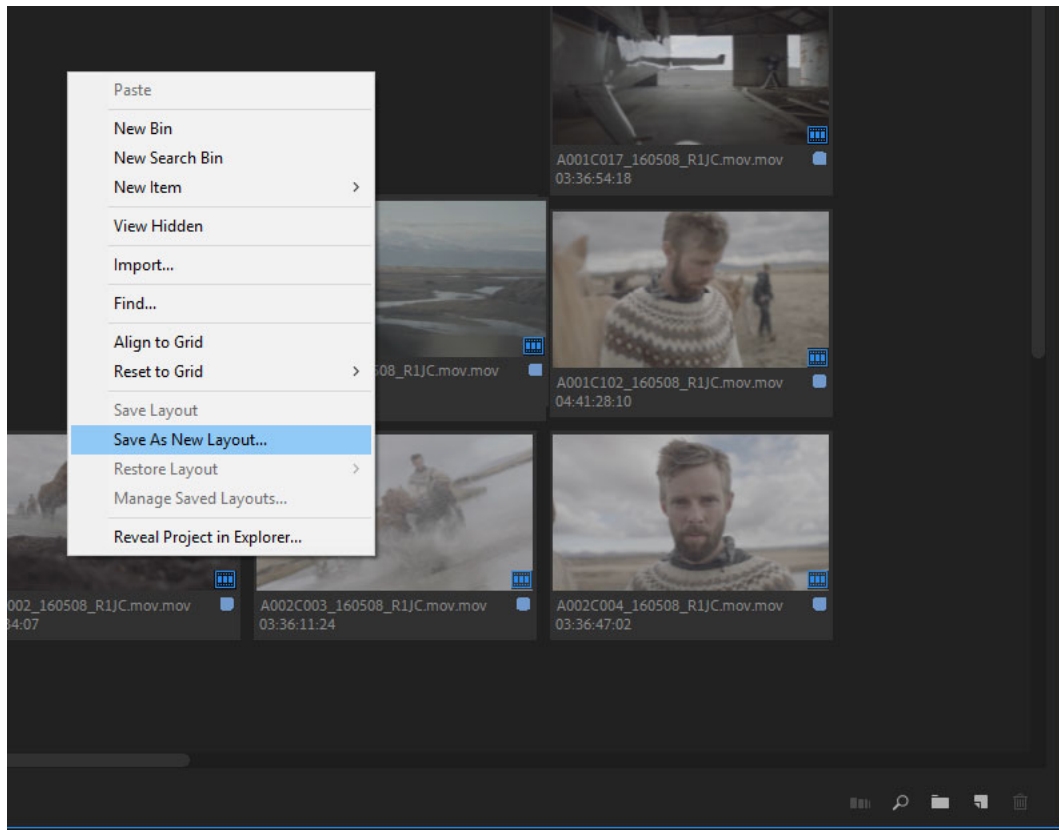 Paste
New Bin
New Search Bin
New Item
View Hidden
Import...
Find...
Align to Grid
Reset to Grid
Save Layout
Save As New Layout...
Restore Layout
Manage Saved Layouts...
Reveal Project in Explorer...
A001C017_160508_R1JC.mov.mov
03:36:54:18
508_R1JC.mov.mov
A001C102_160508_R1JC.mov.mov
04:41:28:10
002_160508_R1JC.mov.mov
34:07
A002C003_160508_R1JC.mov.mov
03:36:11:24
A002C004_160508_R1JC.mov.mov
03:36:47:02